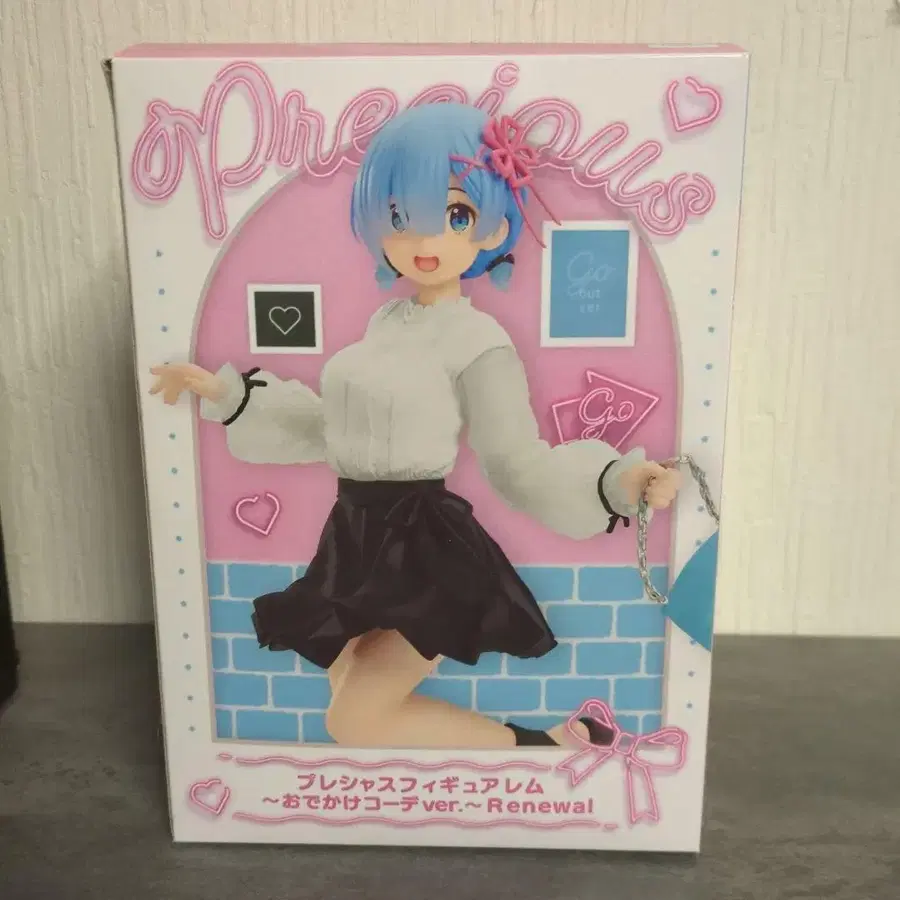 Precious
Go
out
ver.
Go
プレシャスフィギュアレム
～おでかけコーデver.～Renewal